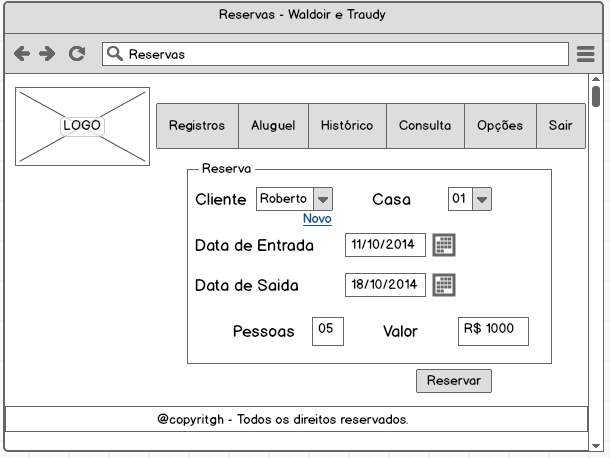 Reservas - Waldoir e Traudy
Reservas
LOGO
Registros Aluguel Histórico Consulta Opções Sair
Reserva
Cliente Roberto Casa 01
Novo
Data de Entrada 11/10/2014
Data de Saida 18/10/2014
Pessoas 05 Valor R$ 1000
Reservar
@copyritgh - Todos os direitos reservados.